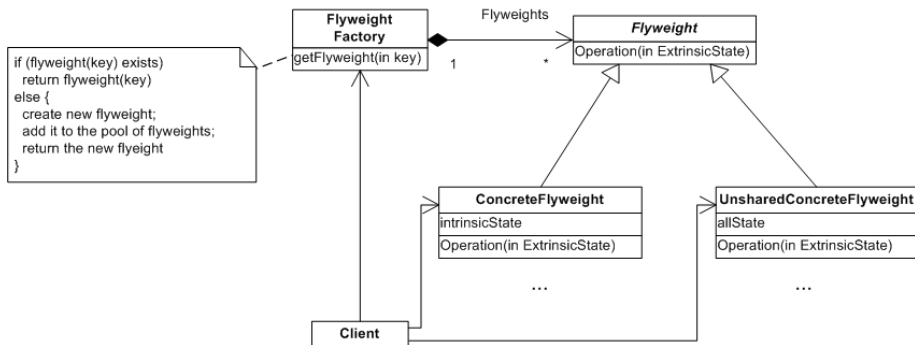 Flyweight
Factory
getFlyweight(in key)
Flyweights
1
*
Flyweight
Operation(in ExtrinsicState)
if (flyweight(key) exists)
return flyweight(key)
else {
create new flyweight;
add it to the pool of flyweights;
return the new flyeight
}
ConcreteFlyweight
intrinsicState
Operation(in ExtrinsicState)
...
UnsharedConcreteFlyweight
allState
Operation(in ExtrinsicState)
...
Client